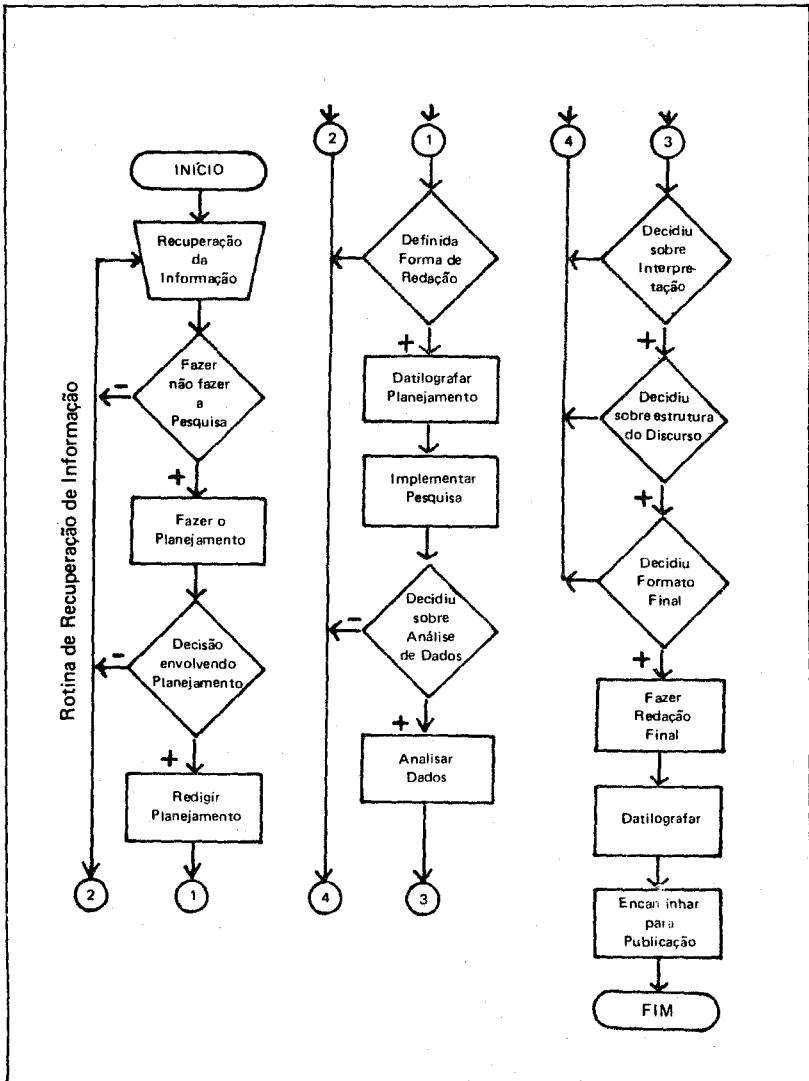 INÍCIO
Recuperação
da
Informação
Fazer
não fazer
a
Pesquisa
-
+
Fazer o
Planejamento
Decisão
envolvendo
Planejamento
-
+
Redigir
Planejamento
2
1
Rotina de Recuperação de Informação
2
1
Definida
Forma de
Redação
+
Datilografar
Planejamento
Implementar
Pesquisa
Decidiu
sobre
Análise
de Dados
-
+
Analisar
Dados
4
3
4
3
Decidiu
sobre
Interpre-
tação
+
Decidiu
sobre estrutura
do Discurso
+
Decidiu
Formato
Final
+
Fazer
Redação
Final
Datilografar
Encaminhar
para
Publicação
FIM